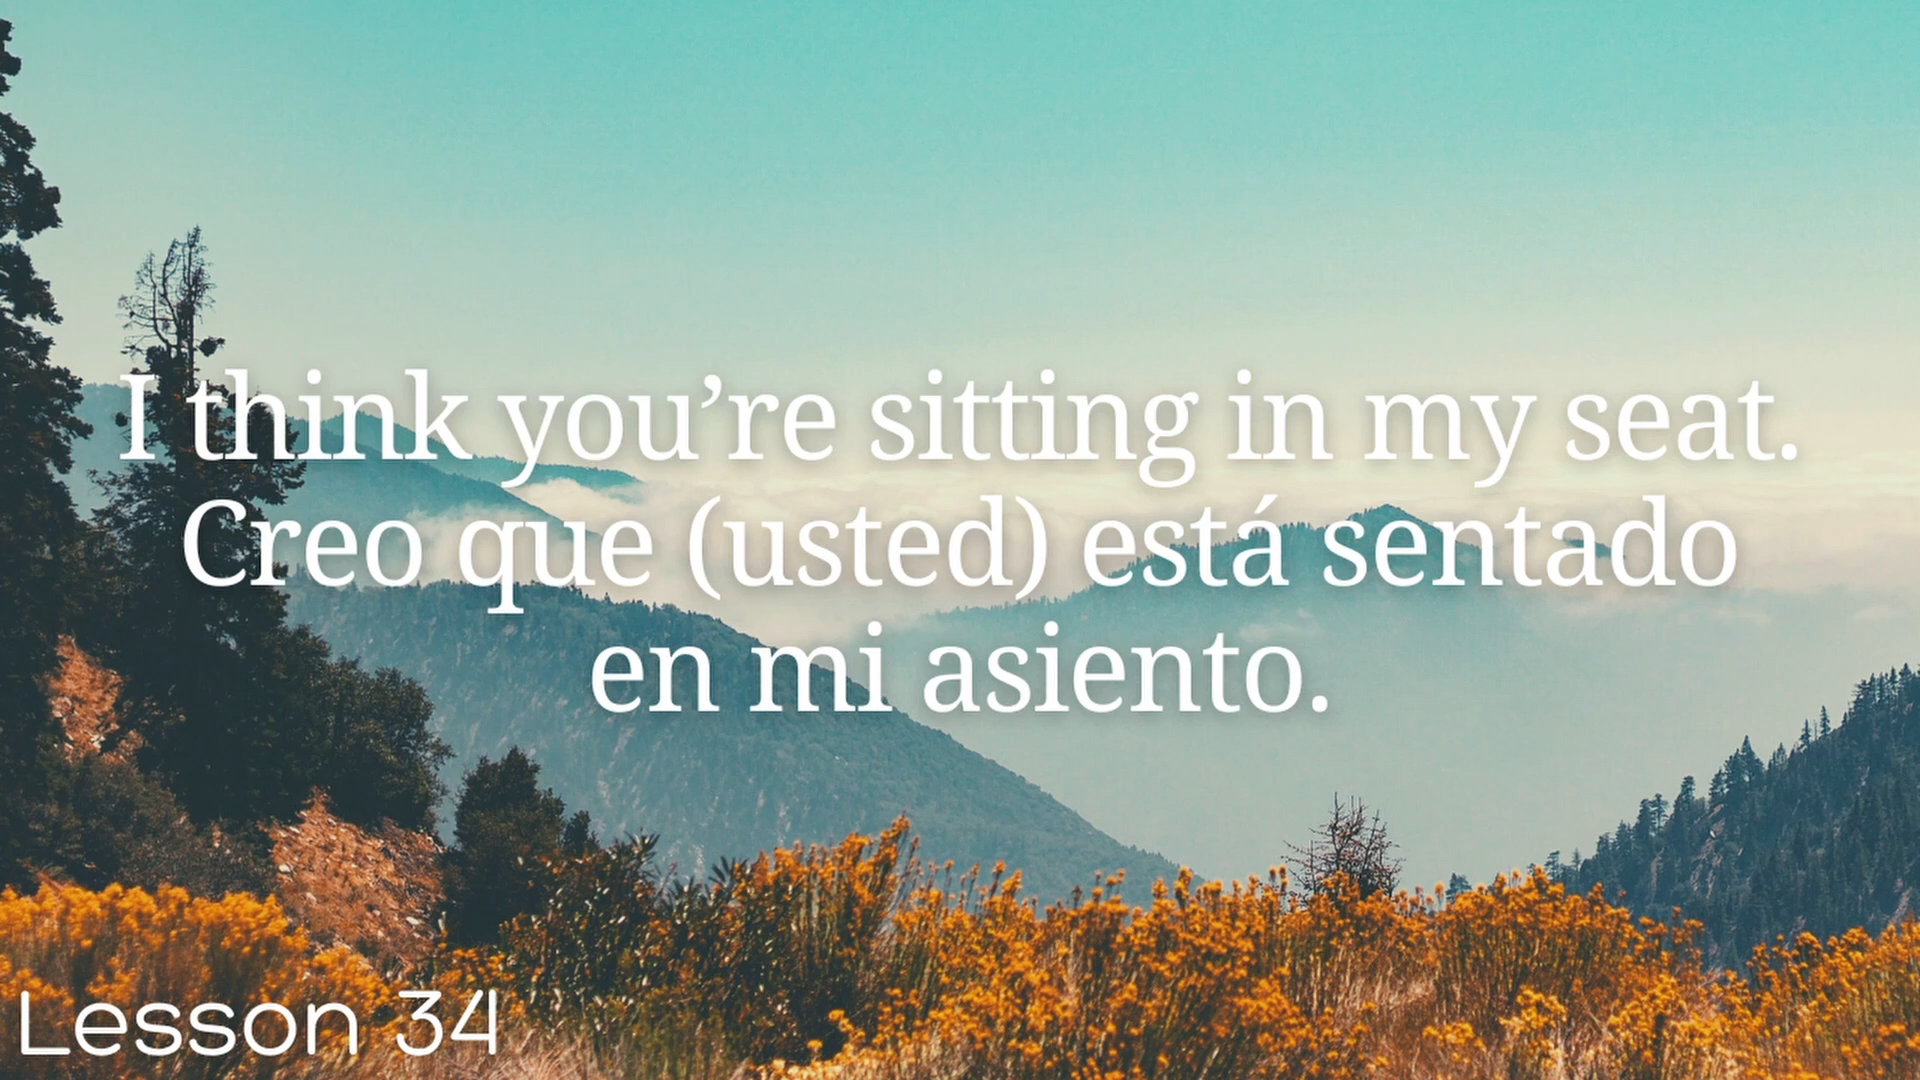 I think you’re sitting in my seat.
Creo que (usted) está sentado
en mi asiento.
Lesson 34